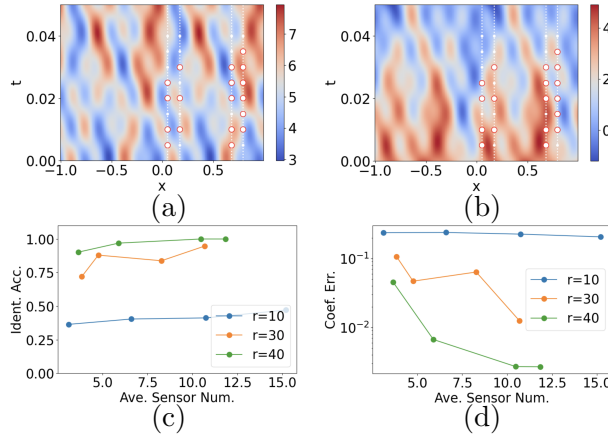 0.04
0.02
0.00
t
-1.0 -0.5 0.0 0.5
x
7
6
5
4
3
(a)
0.04
0.02
0.00
t
-1.0 -0.5 0.0 0.5
x
4
2
0
(b)
1.00
0.75
0.50
0.25
0.00
Ident. Acc.
r=10
r=30
r=40
5.0 7.5 10.0 12.5 15.0
Ave. Sensor Num.
(c)
10⁻¹
10⁻²
Coef. Err.
r=10
r=30
r=40
5.0 7.5 10.0 12.5 15.0
Ave. Sensor Num.
(d)